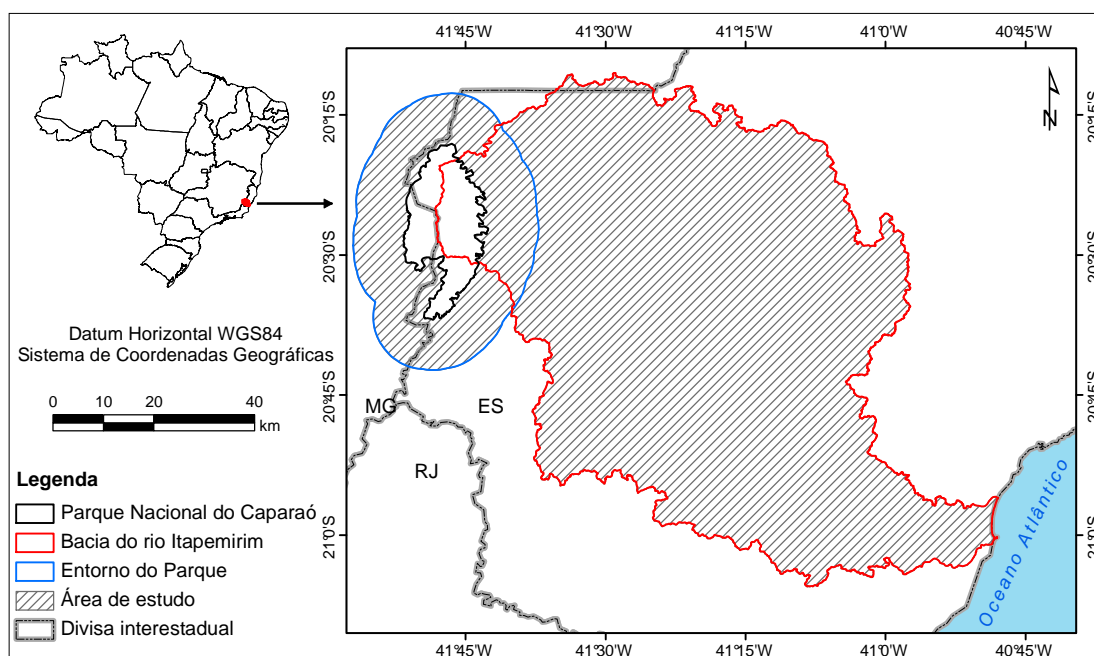 41°45'W 41°30'W 41°15'W 41°0'W 40°45'W
20°15'S 20°15'S
20°30'S 20°30'S
20°45'S 20°45'S
21°0'S 21°0'S
N
Datum Horizontal WGS84
Sistema de Coordenadas Geográficas
0 10 20 40
km
MG
ES
RJ
Oceano Atlântico
Legenda
Parque Nacional do Caparaó
Bacia do rio Itapemirim
Entorno do Parque
Área de estudo
Divisa interestadual
41°45'W 41°30'W 41°15'W 41°0'W 40°45'W